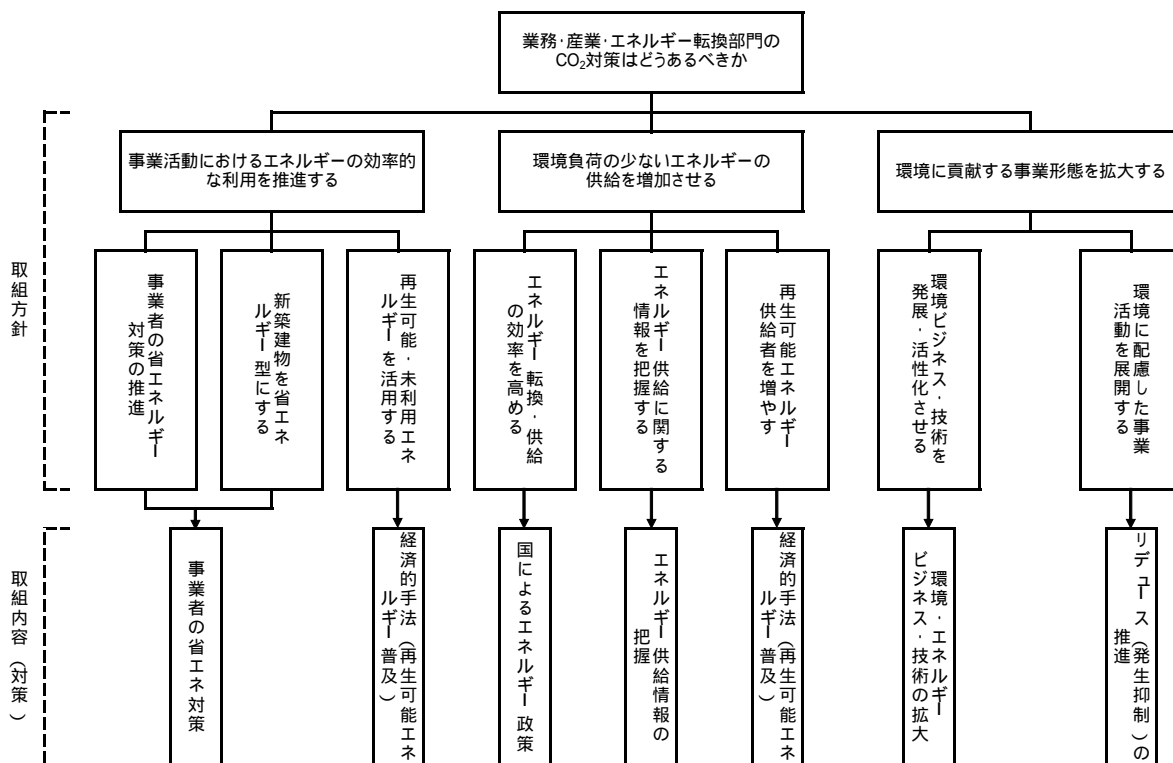 業務･産業･エネルギー転換部門の
CO₂対策はどうあるべきか
事業活動におけるエネルギーの効率的
な利用を推進する
環境負荷の少ないエネルギーの
供給を増加させる
環境に貢献する事業形態を拡大する
取組方針
事業者の省エネルギー
対策の推進
新築建物を省エネ
ルギー型にする
再生可能･未利用エネ
ルギーを活用する
エネルギー転換･供給
の効率を高める
エネルギー供給に関する
情報を把握する
再生可能エネルギー
供給者を増やす
環境ビジネス･技術を
発展･活性化させる
環境に配慮した事業
活動を展開する
取組内容(対策)
事業者の省エネ対策
経済的手法(再生可能エネ
ルギー普及)
国によるエネルギー政策
エネルギー供給情報の
把握
経済的手法(再生可能エネ
ルギー普及)
環境･エネルギー
ビジネス･技術の拡大
リデュース(発生抑制)の
推進